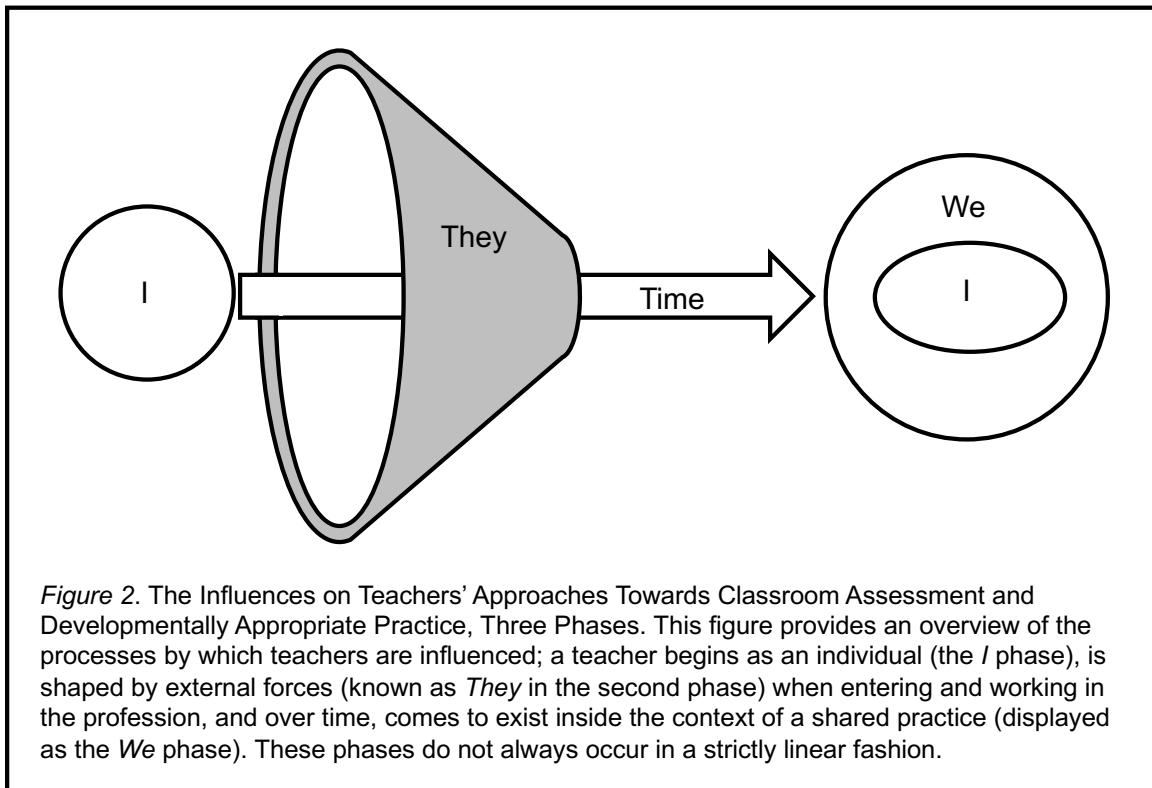 I
They
Time
We
I
Figure 2. The Influences on Teachers’ Approaches Towards Classroom Assessment and
Developmentally Appropriate Practice, Three Phases. This figure provides an overview of the
processes by which teachers are influenced; a teacher begins as an individual (the I phase), is
shaped by external forces (known as They in the second phase) when entering and working in
the profession, and over time, comes to exist inside the context of a shared practice (displayed
as the We phase). These phases do not always occur in a strictly linear fashion.